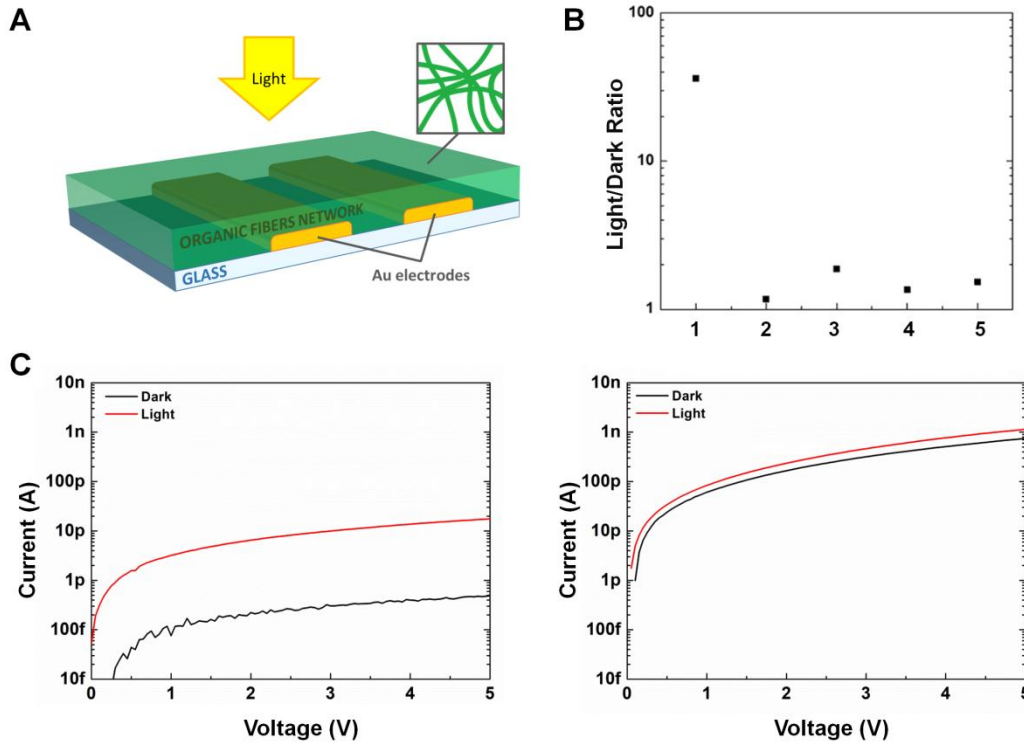 A
Light
ORGANIC FIBERS NETWORK
GLASS
Au electrodes
B
Light/Dark Ratio
100
10
1
1 2 3 4 5
C
Current (A)
10n
1n
100p
10p
1p
100f
10f
Dark
Light
0 1 2 3 4 5
Voltage (V)
Current (A)
10n
1n
100p
10p
1p
100f
10f
Dark
Light
0 1 2 3 4 5
Voltage (V)